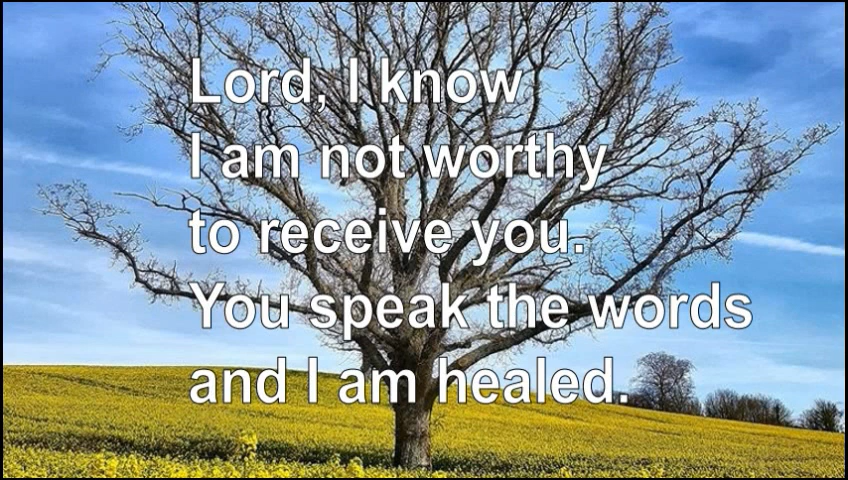 Lord, I know
I am not worthy
to receive you.
You speak the words
and I am healed.